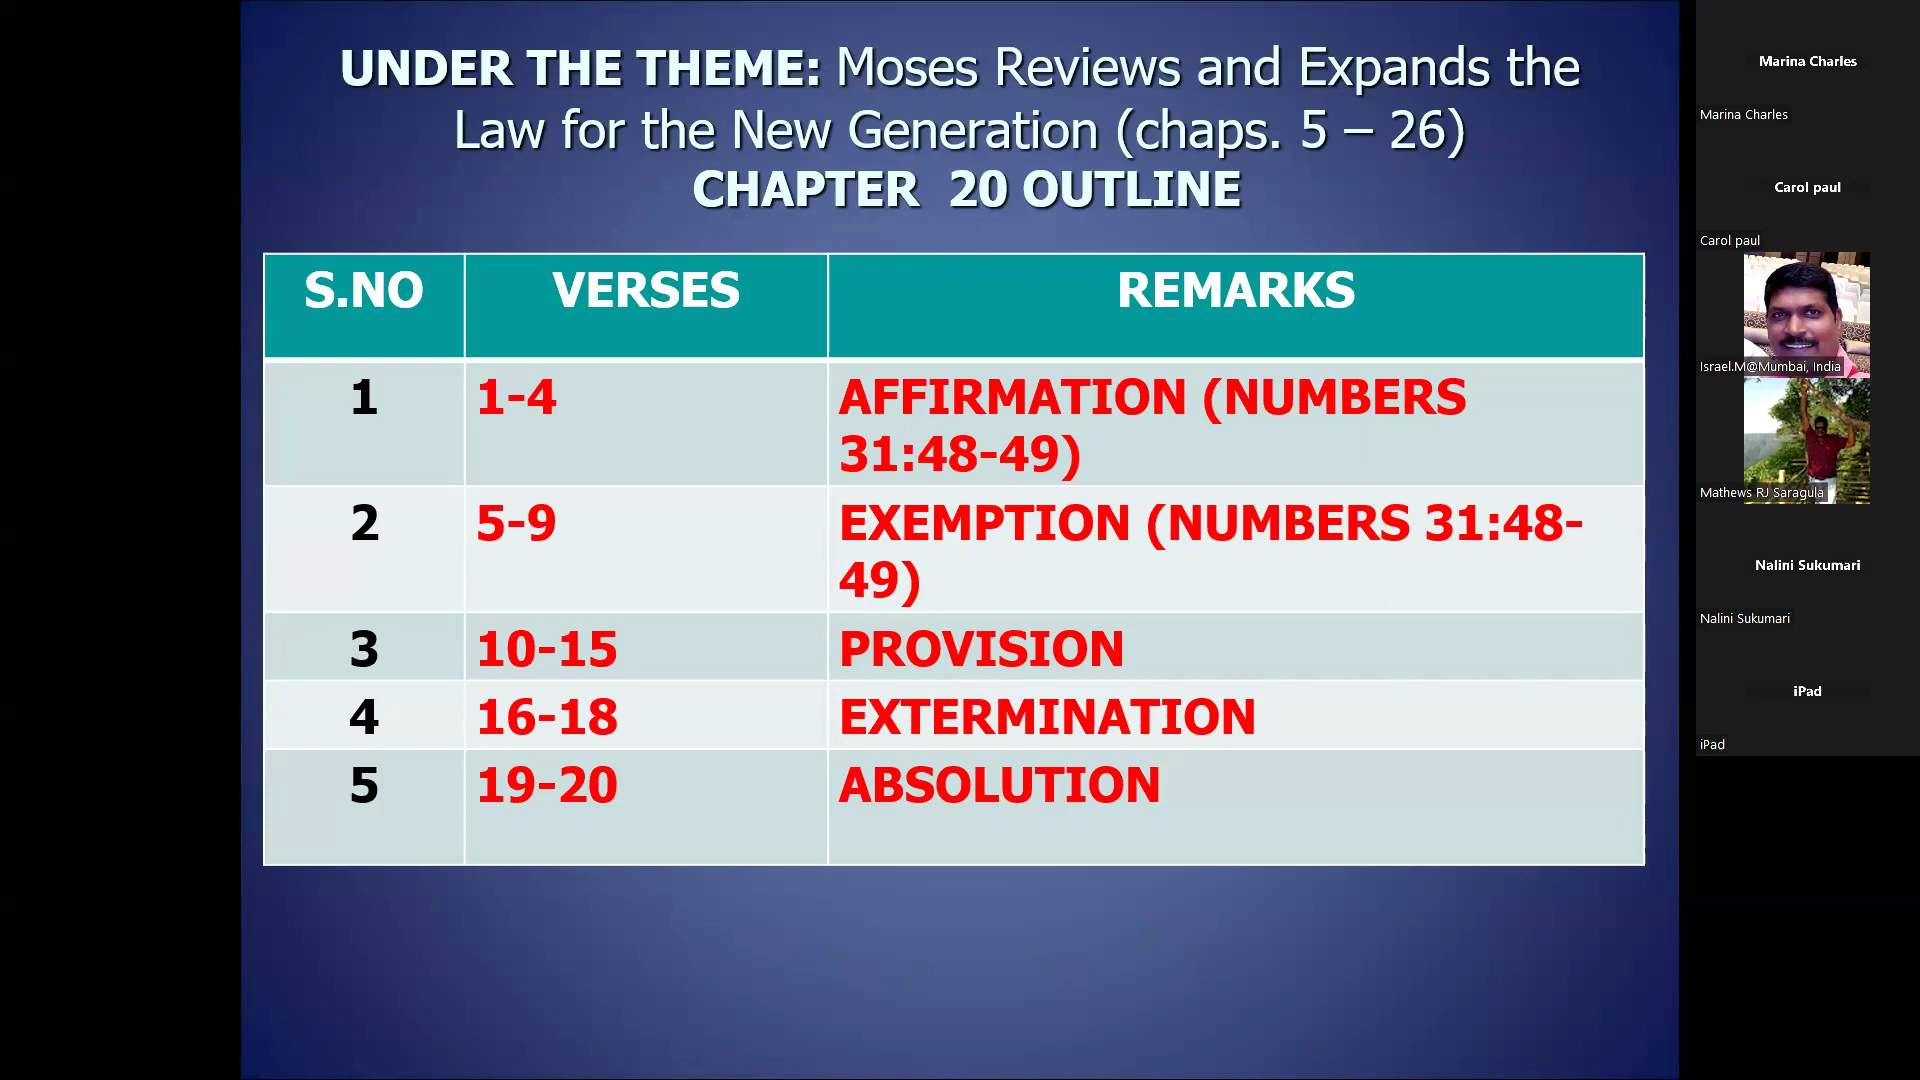 UNDER THE THEME: Moses Reviews and Expands the
Law for the New Generation (chaps. 5 – 26)
CHAPTER 20 OUTLINE
S.NO VERSES REMARKS
1 1-4 AFFIRMATION (NUMBERS
31:48-49)
2 5-9 EXEMPTION (NUMBERS 31:48-
49)
3 10-15 PROVISION
4 16-18 EXTERMINATION
5 19-20 ABSOLUTION
Marina Charles
Marina Charles
Carol paul
Carol paul
Israel.M@Mumbai, India
Mathews RJ Saragula
Nalini Sukumari
Nalini Sukumari
iPad
iPad